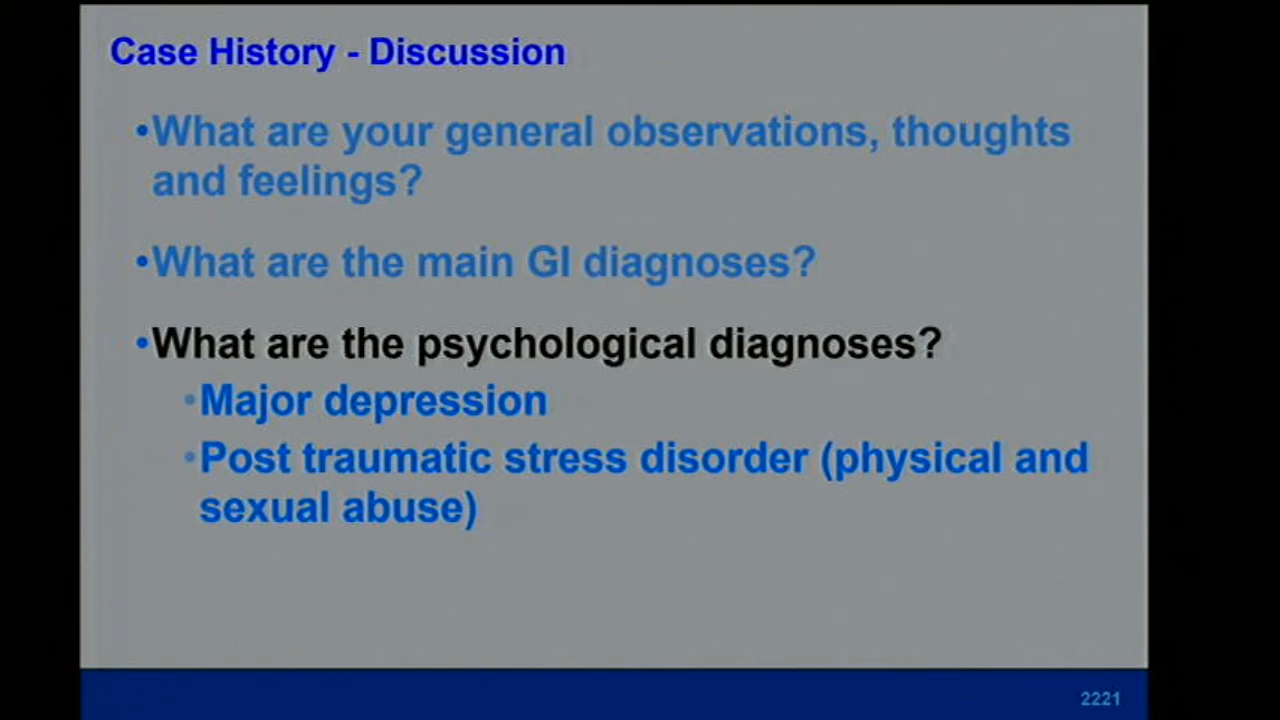 Case History - Discussion
•What are your general observations, thoughts
and feelings?
•What are the main GI diagnoses?
•What are the psychological diagnoses?
•Major depression
•Post traumatic stress disorder (physical and
sexual abuse)
2221